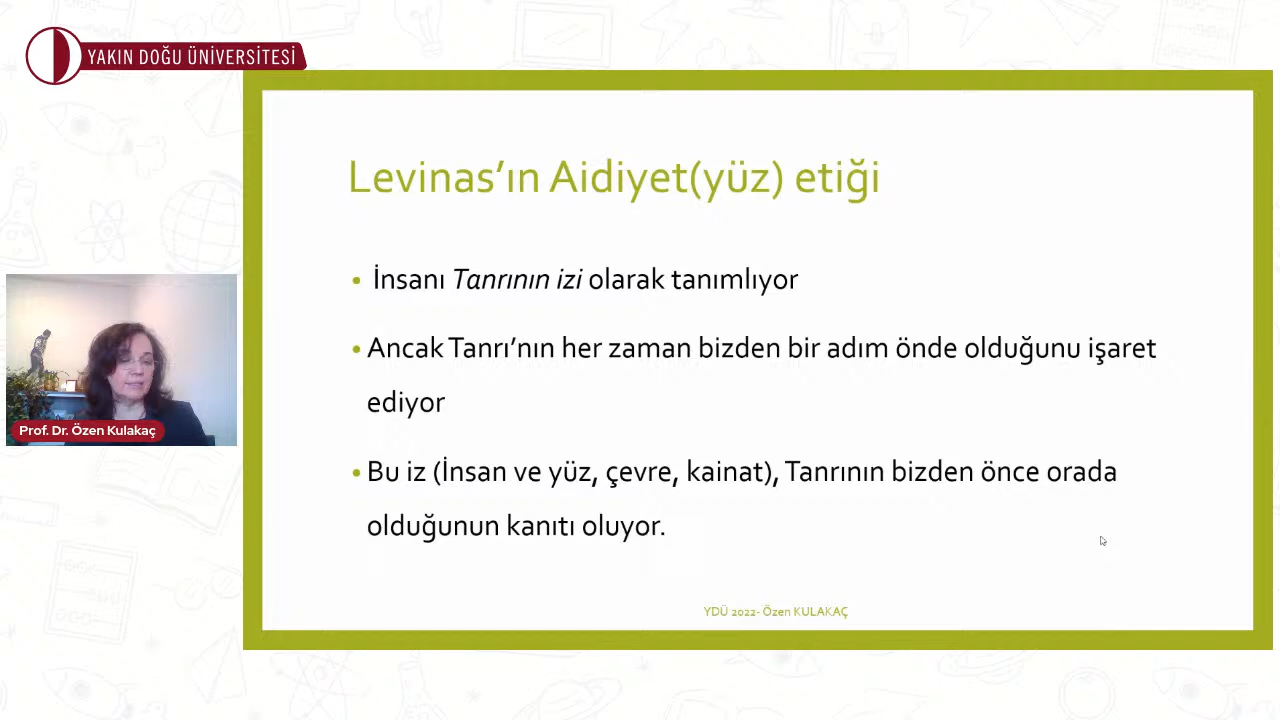 YAKIN DOĞU ÜNİVERSİTESİ
Levinas’ın Aidiyet(yüz) etiği
• İnsanı Tanrının izi olarak tanımlıyor
• Ancak Tanrı’nın her zaman bizden bir adım önde olduğunu işaret
ediyor
• Bu iz (İnsan ve yüz, çevre, kainat), Tanrının bizden önce orada
olduğunun kanıtı oluyor.
Prof. Dr. Özen Kulakaç
YDÜ 2022- Özen KULAKAÇ